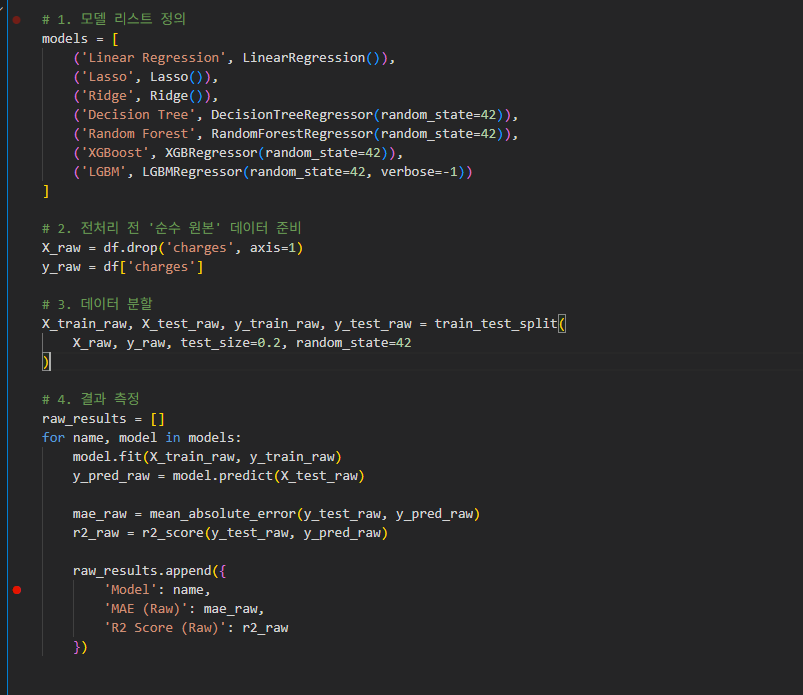 # 1. 모델 리스트 정의
models = [
    ('Linear Regression', LinearRegression()),
    ('Lasso', Lasso()),
    ('Ridge', Ridge()),
    ('Decision Tree', DecisionTreeRegressor(random_state=42)),
    ('Random Forest', RandomForestRegressor(random_state=42)),
    ('XGBoost', XGBRegressor(random_state=42)),
    ('LGBM', LGBMRegressor(random_state=42, verbose=-1))
]
# 2. 전처리 전 '순수 원본' 데이터 준비
X_raw = df.drop('charges', axis=1)
y_raw = df['charges']
# 3. 데이터 분할
X_train_raw, X_test_raw, y_train_raw, y_test_raw = train_test_split(
    X_raw, y_raw, test_size=0.2, random_state=42
)
# 4. 결과 측정
raw_results = []
for name, model in models:
    model.fit(X_train_raw, y_train_raw)
    y_pred_raw = model.predict(X_test_raw)
    mae_raw = mean_absolute_error(y_test_raw, y_pred_raw)
    r2_raw = r2_score(y_test_raw, y_pred_raw)
    raw_results.append({
        'Model': name,
        'MAE (Raw)': mae_raw,
        'R2 Score (Raw)': r2_raw
    })